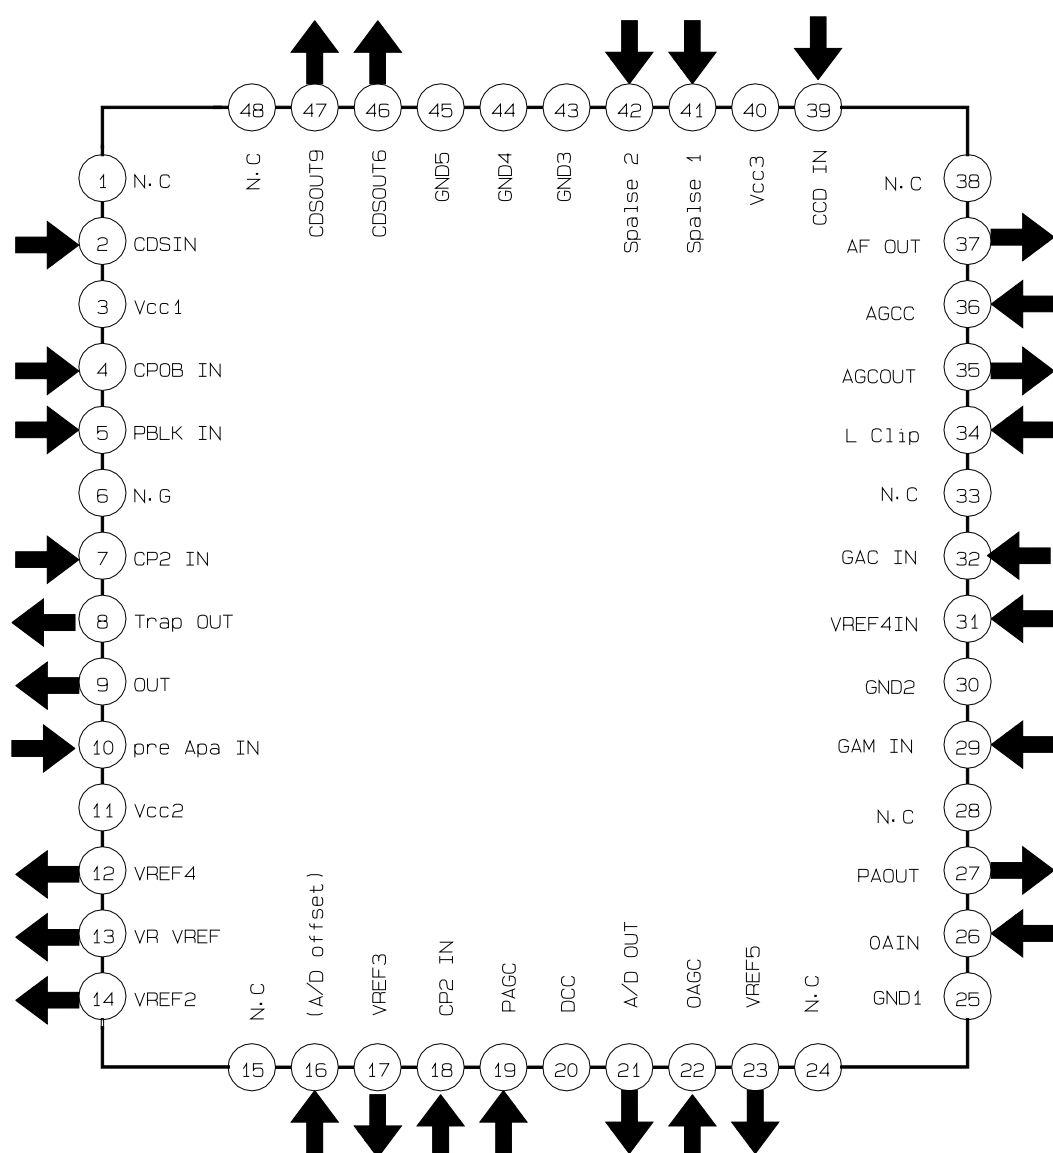 48
47
46
45
44
43
42
41
40
39
N.C
CDSOUT9
CDSOUT6
GND5
GND4
GND3
Spalse 2
Spalse 1
Vcc3
CCD IN
1 N.C
2 CDSIN
3 Vcc1
4 CPOB IN
5 PBLK IN
6 N.G
7 CP2 IN
8 Trap OUT
9 OUT
10 pre Apa IN
11 Vcc2
12 VREF4
13 VR VREF
14 VREF2
N.C 38
AF OUT 37
AGCC 36
AGCOUT 35
L Clip 34
N.C 33
GAC IN 32
VREF4IN 31
GND2 30
GAM IN 29
N.C 28
PAOUT 27
OAIN 26
GND1 25
N.C
(A/D offset)
VREF3
CP2 IN
PAGC
DCC
A/D OUT
OAGC
VREF5
N.C
15
16
17
18
19
20
21
22
23
24